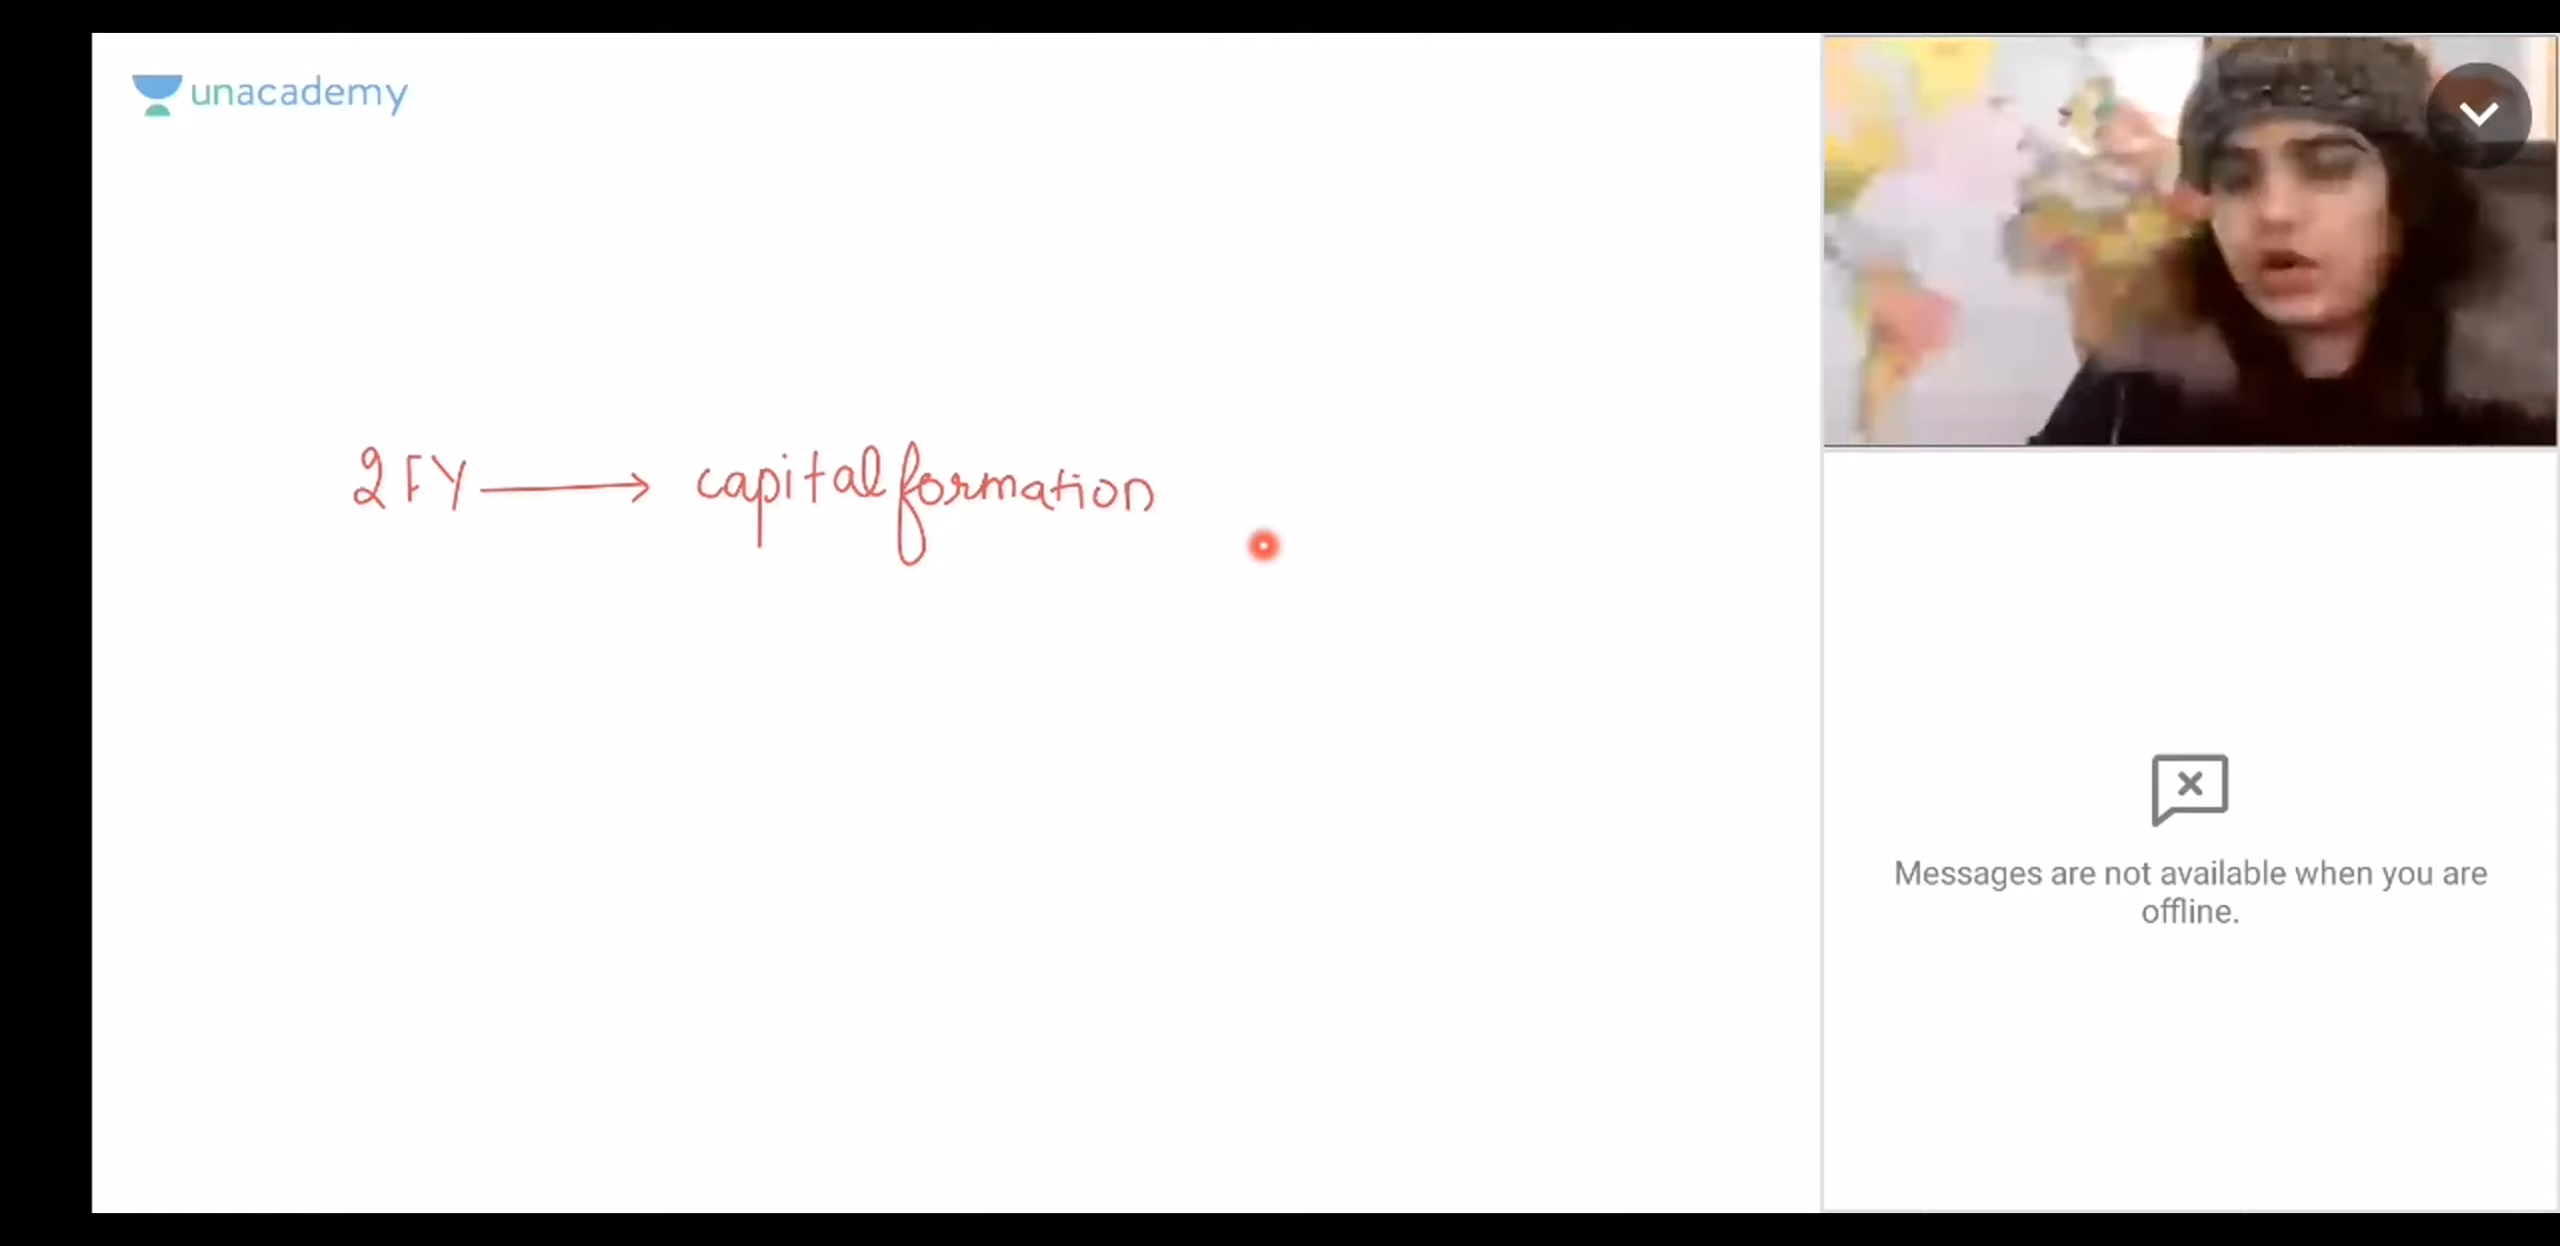 unacademy
2 FY → capital formation
Messages are not available when you are
offline.